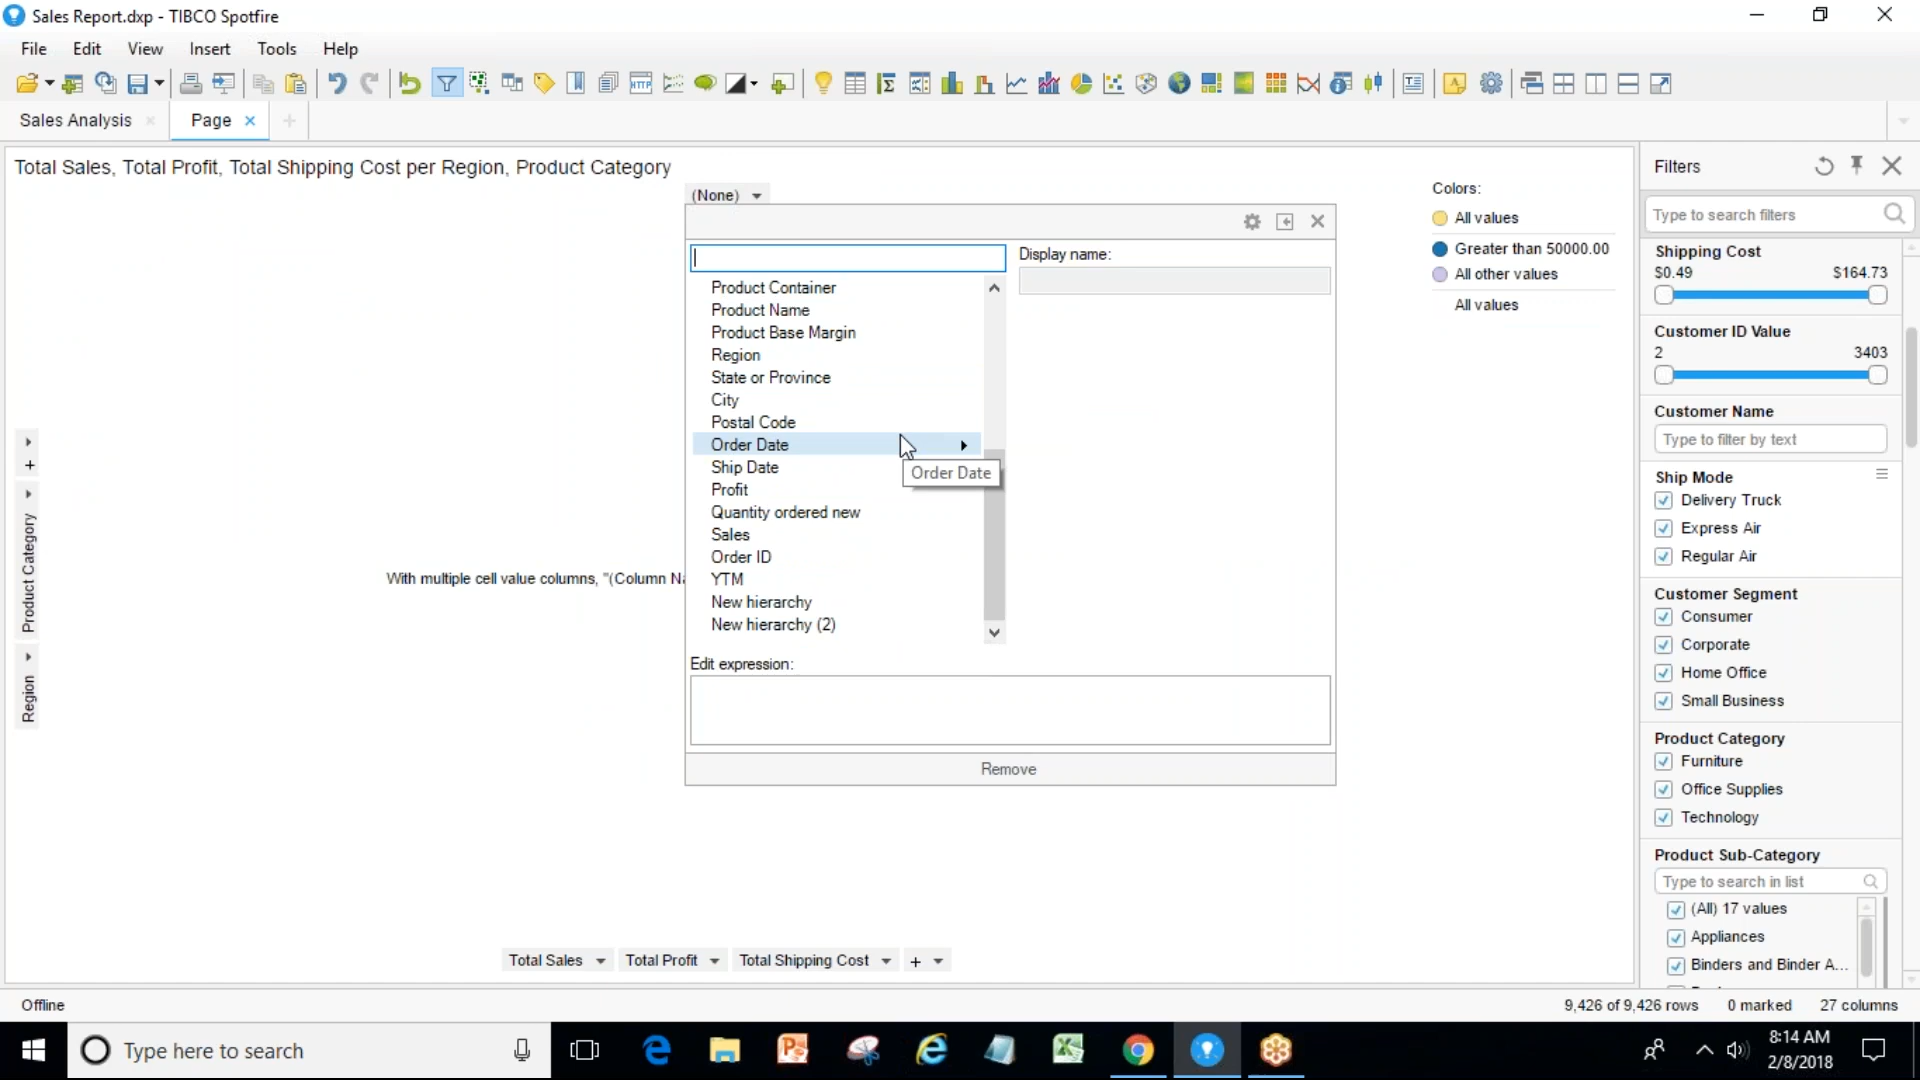 Sales Report.dxp - TIBCO Spotfire
File Edit View Insert Tools Help
Sales Analysis
Page
Total Sales, Total Profit, Total Shipping Cost per Region, Product Category
(None)
Display name:
Product Container
Product Name
Product Base Margin
Region
State or Province
City
Postal Code
Order Date
Ship Date
Order Date
Profit
Quantity ordered new
Sales
Order ID
YTM
New hierarchy
New hierarchy (2)
Edit expression:
Remove
With multiple cell value columns, "(Column Na
Product Category
Region
Total Sales
Total Profit
Total Shipping Cost
+
Colors:
All values
Greater than 50000.00
All other values
All values
Filters
Type to search filters
Shipping Cost
$0.49 $164.73
Customer ID Value
2 3403
Customer Name
Type to filter by text
Ship Mode
Delivery Truck
Express Air
Regular Air
Customer Segment
Consumer
Corporate
Home Office
Small Business
Product Category
Furniture
Office Supplies
Technology
Product Sub-Category
Type to search in list
(All) 17 values
Appliances
Binders and Binder A...
Offline
9,426 of 9,426 rows 0 marked 27 columns
Type here to search
8:14 AM
2/8/2018